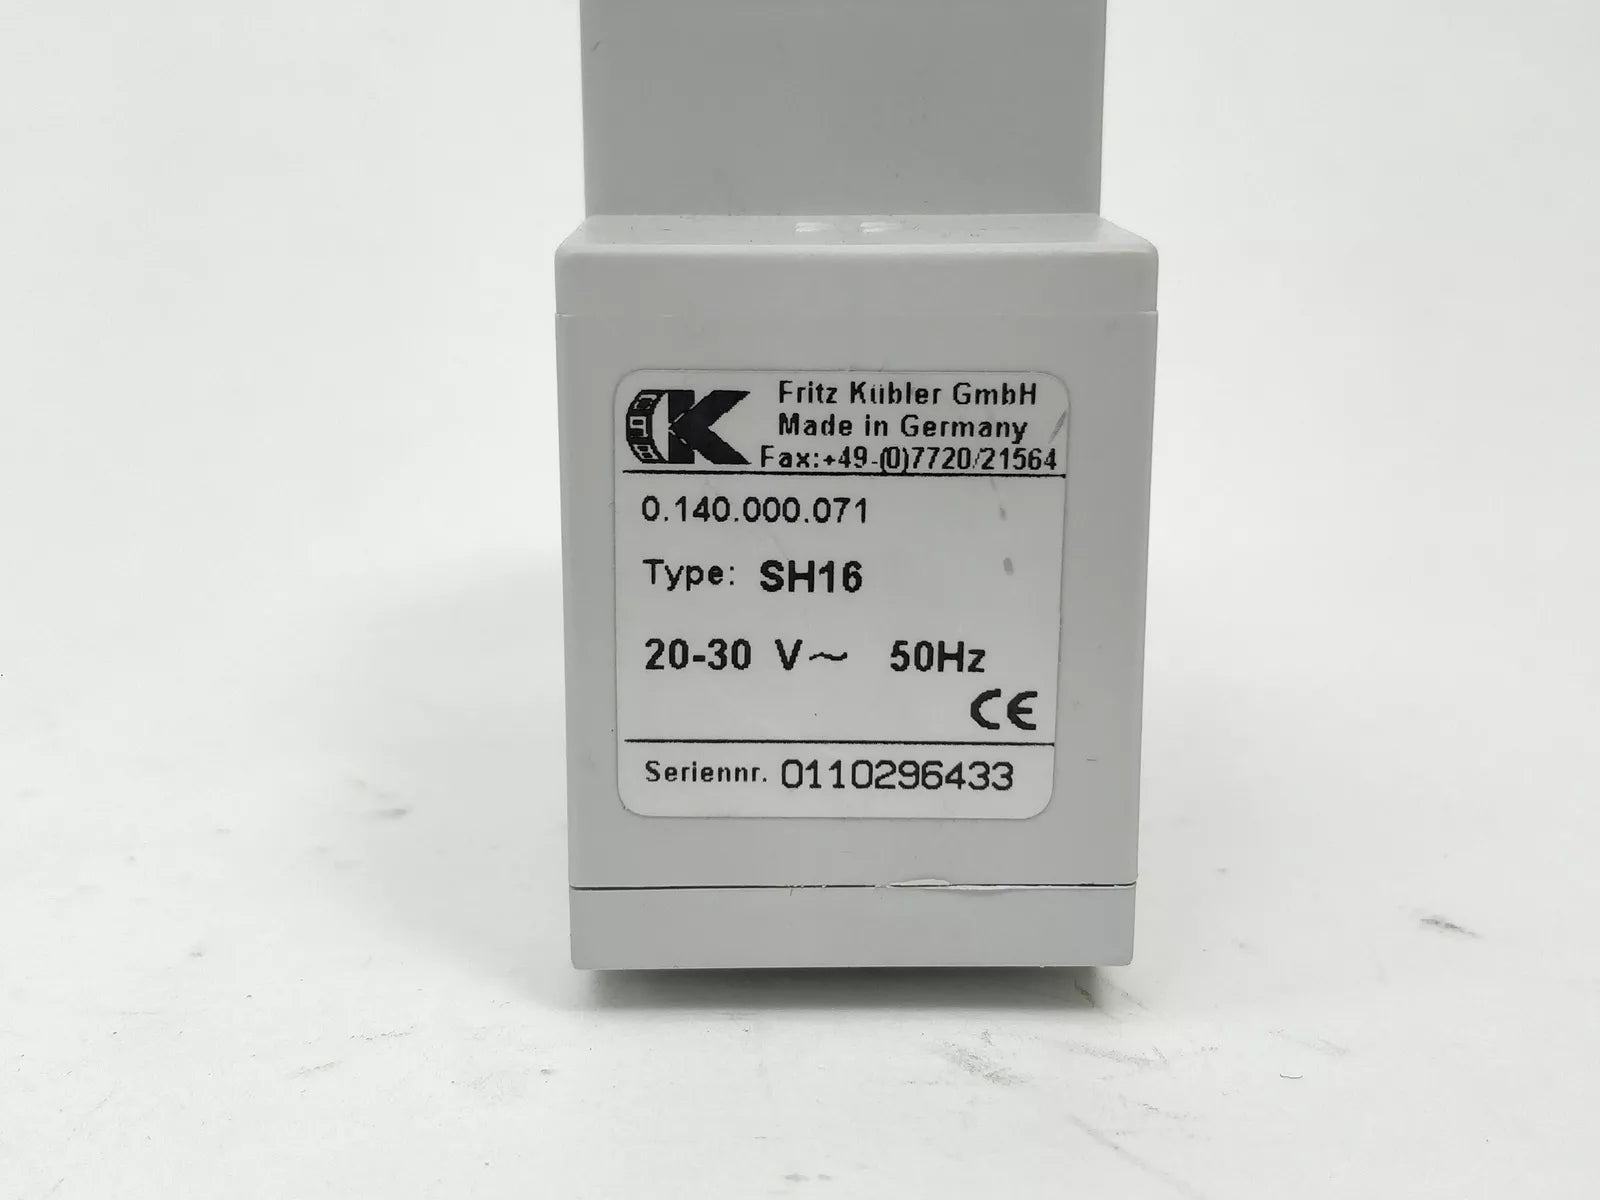 K Fritz Kübler GmbH
Made in Germany
Fax:+49-(0)7720/21564
0.140.000.071
Type: SH16
20-30 V~ 50Hz
CE
Seriennr. 0110296433